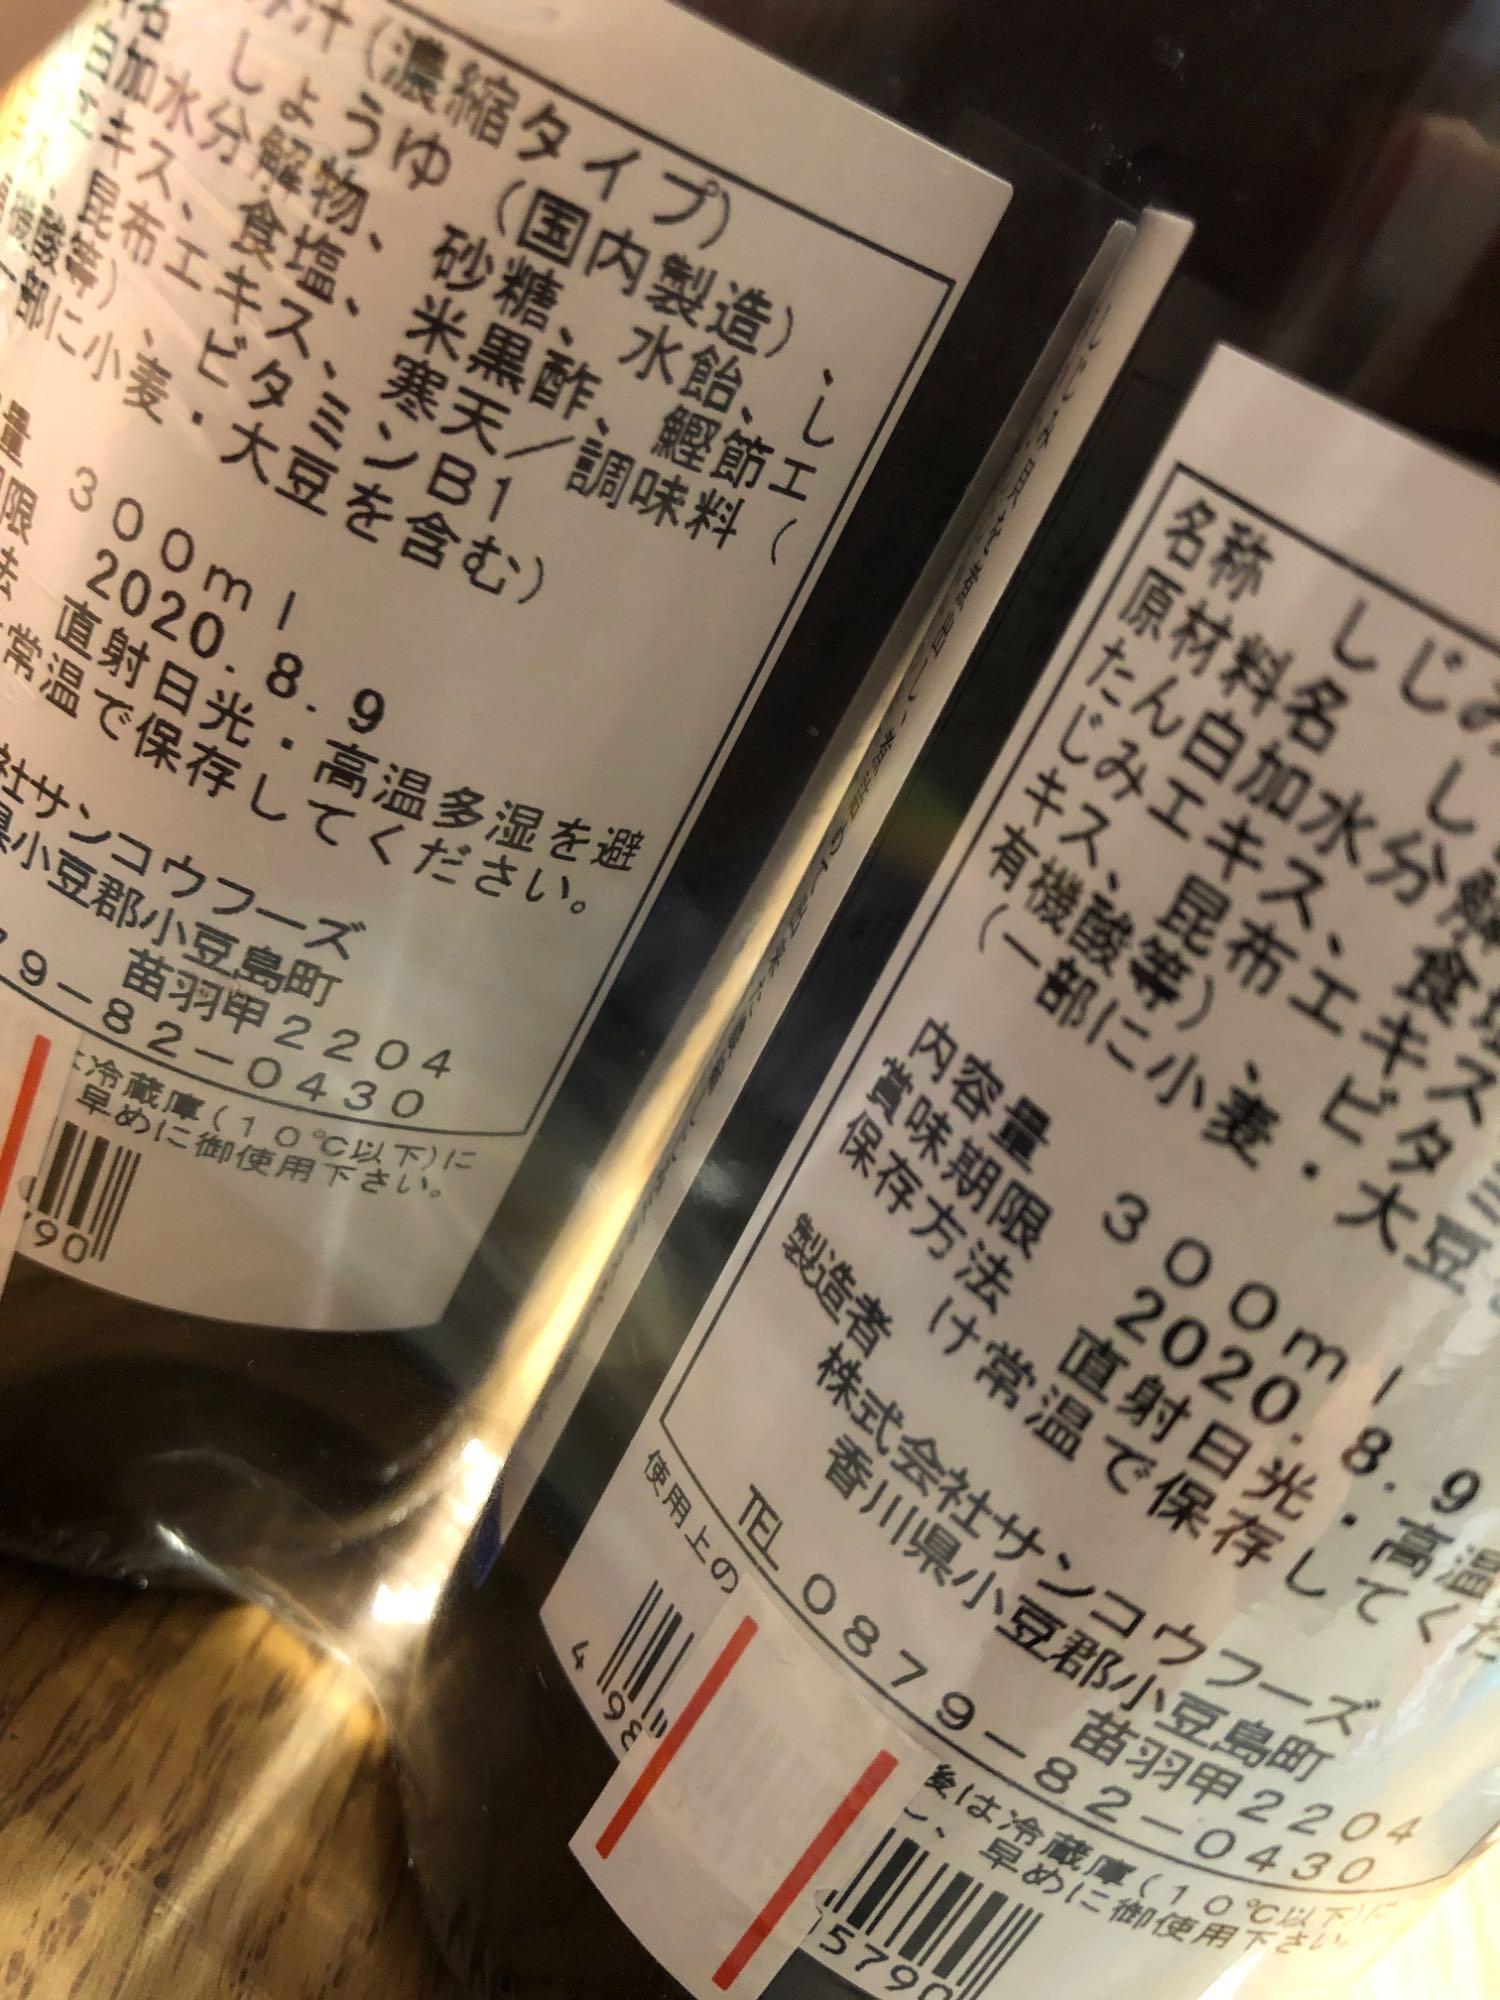 汁（濃縮タイプ）
しょうゆ（国内製造）、
白加水分解物、砂糖、水飴、し
キス、食塩、米黒酢、鰹節エ
昆布エキス、寒天／調味料（
酸等）、ビタミンB1
一部に小麦・大豆を含む）
量 300ml
限 2020.8.9
法 直射日光・高温多湿を避
常温で保存してください。
社サンコウフーズ
県小豆郡小豆島町
苗羽甲2204
79－82－0430
は冷蔵庫（10℃以下）に
早めに御使用下さい。
790
名称 しじみ
原材料名 し
たん白加水分解
じみエキス、食塩
キス、昆布エキス
有機酸等）、ビタミ
（一部に小麦・大豆
内容量 300ml
賞味期限 2020.8.9
保存方法 直射日光・高温
け常温で保存してくだ
製造者 株式会社サンコウフーズ
香川県小豆郡小豆島町
苗羽甲2204
TEL 0879－82－0430
使用上の
後は冷蔵庫（10℃以下）に
し、早めに御使用下さい。
4 98
15790